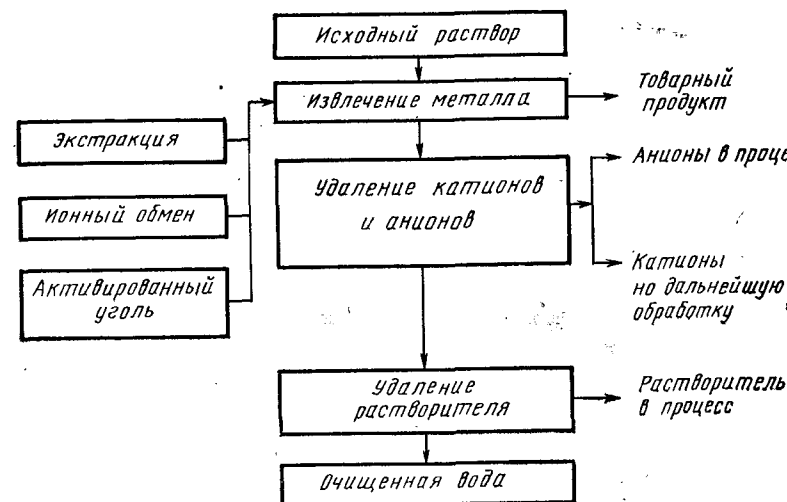 Исходный раствор
Извлечение металла
Товарный
продукт
Экстракция
Ионный обмен
Активированный
уголь
Удаление катионов
и анионов
Анионы в проце
Катионы
но дальнейшую
обработку
Удаление
растворителя
Растворитель
в процесс
Очищенная вода